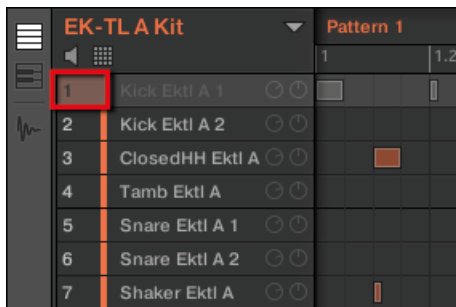 EK-TL A Kit
Pattern 1
1 1.2
1 Kick Ektl A 1
2 Kick Ektl A 2
3 ClosedHH Ektl A
4 Tamb Ektl A
5 Snare Ektl A 1
6 Snare Ektl A 2
7 Shaker Ektl A